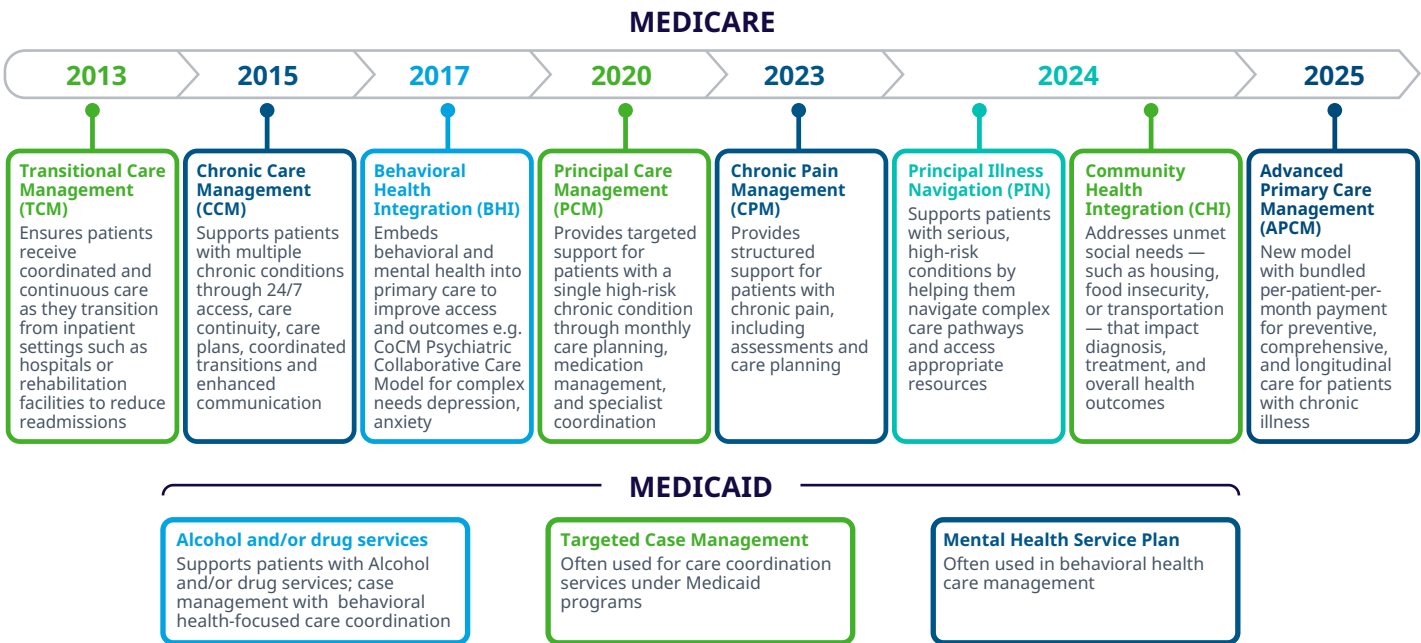 MEDICARE
2013
2015
2017
2020
2023
2024
2025
Transitional Care
Management
(TCM)
Ensures patients
receive
coordinated and
continuous care
as they transition
from inpatient
settings such as
hospitals or
rehabilitation
facilities to reduce
readmissions
Chronic Care
Management
(CCM)
Supports patients
with multiple
chronic conditions
through 24/7
access, care
continuity, care
plans, coordinated
transitions and
enhanced
communication
Behavioral
Health
Integration (BHI)
Embeds
behavioral and
mental health into
primary care to
improve access
and outcomes e.g.
CoCM Psychiatric
Collaborative Care
Model for complex
needs depression,
anxiety
Principal Care
Management
(PCM)
Provides targeted
support for
patients with a
single high-risk
chronic condition
through monthly
care planning,
medication
management,
and specialist
coordination
Chronic Pain
Management
(CPM)
Provides
structured
support for
patients with
chronic pain,
including
assessments and
care planning
Principal Illness
Navigation (PIN)
Supports patients
with serious,
high-risk
conditions by
helping them
navigate complex
care pathways
and access
appropriate
resources
Community
Health
Integration (CHI)
Addresses unmet
social needs —
such as housing,
food insecurity,
or transportation
— that impact
diagnosis,
treatment, and
overall health
outcomes
Advanced
Primary Care
Management
(APCM)
New model
with bundled
per-patient-per-
month payment
for preventive,
comprehensive,
and longitudinal
care for patients
with chronic
illness
MEDICAID
Alcohol and/or drug services
Supports patients with Alcohol
and/or drug services; case
management with behavioral
health-focused care coordination
Targeted Case Management
Often used for care coordination
services under Medicaid
programs
Mental Health Service Plan
Often used in behavioral health
care management